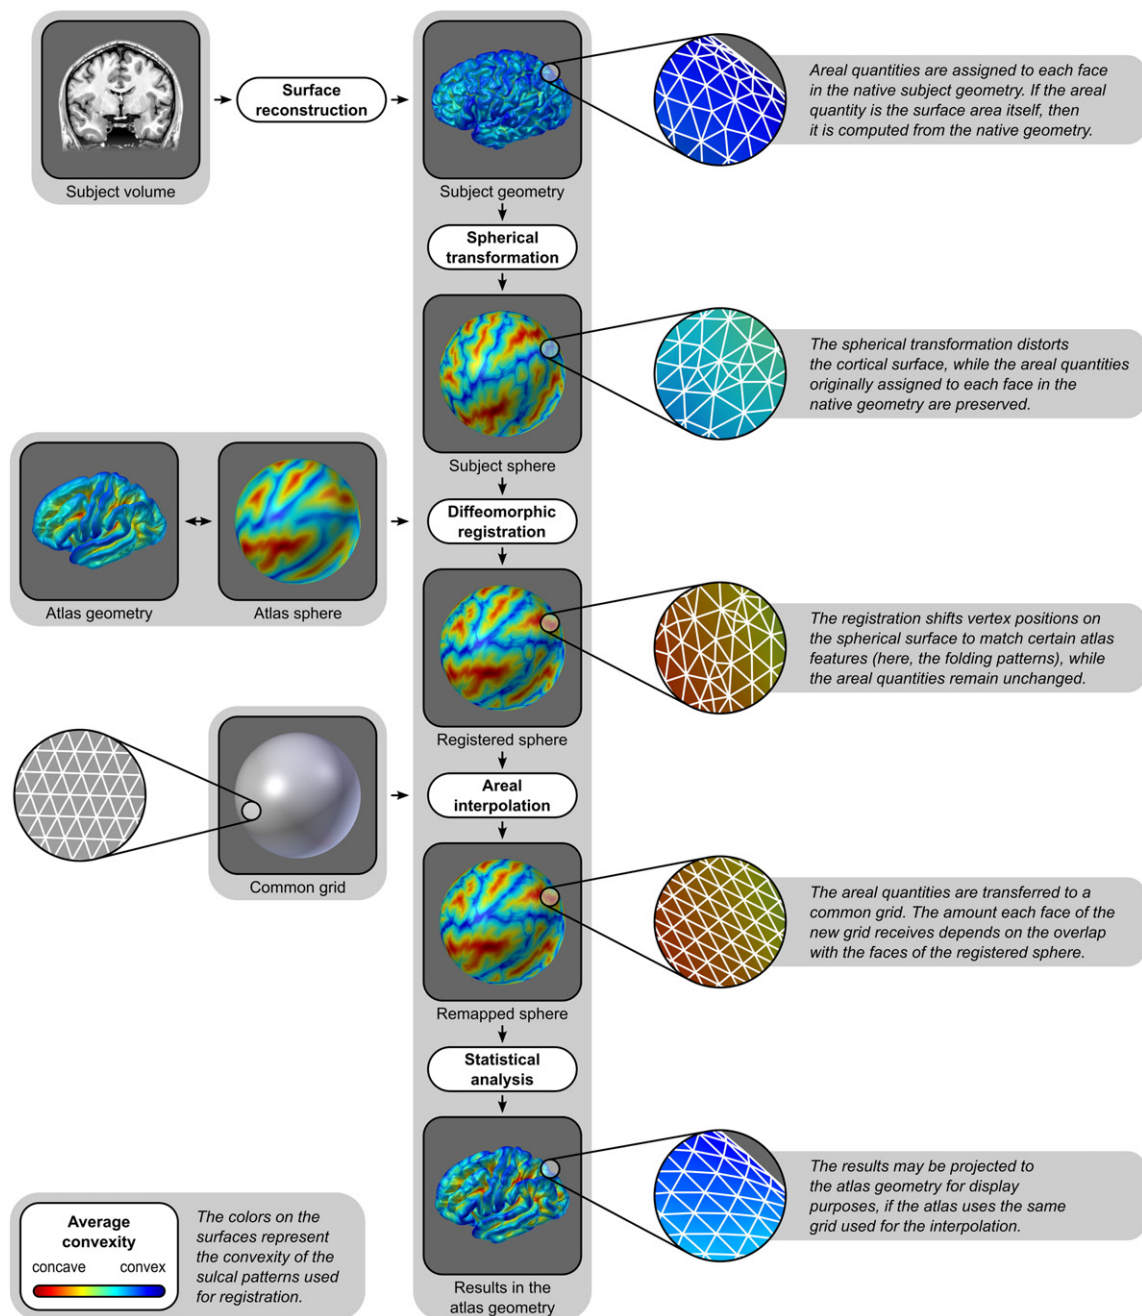 Subject volume
Surface
reconstruction
Subject geometry
Areal quantities are assigned to each face
in the native subject geometry. If the areal
quantity is the surface area itself, then
it is computed from the native geometry.
Spherical
transformation
Subject sphere
The spherical transformation distorts
the cortical surface, while the areal quantities
originally assigned to each face in the
native geometry are preserved.
Atlas geometry
Atlas sphere
Diffeomorphic
registration
Registered sphere
The registration shifts vertex positions on
the spherical surface to match certain atlas
features (here, the folding patterns), while
the areal quantities remain unchanged.
Common grid
Areal
interpolation
Remapped sphere
The areal quantities are transferred to a
common grid. The amount each face of the
new grid receives depends on the overlap
with the faces of the registered sphere.
Statistical
analysis
Results in the
atlas geometry
The results may be projected to
the atlas geometry for display
purposes, if the atlas uses the same
grid used for the interpolation.
Average
convexity
concave convex
The colors on the
surfaces represent
the convexity of the
sulcal patterns used
for registration.